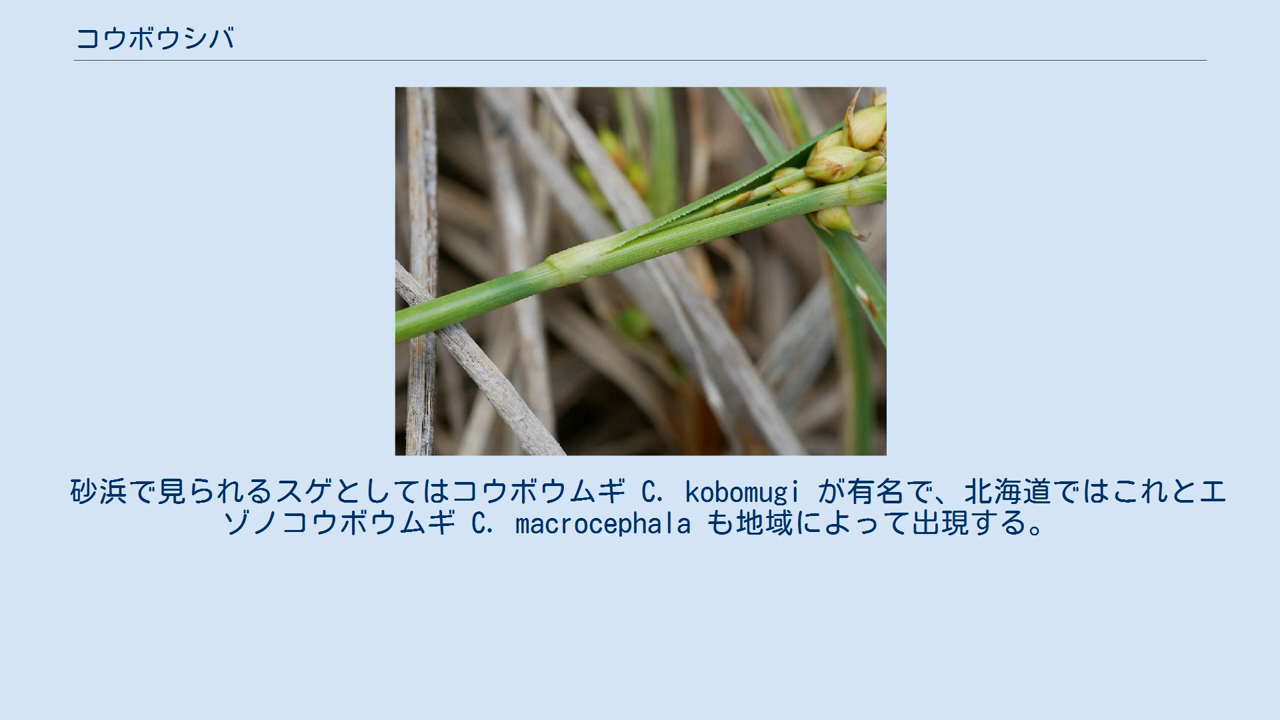 コウボウシバ
砂浜で見られるスゲとしてはコウボウムギ C. kobomugi が有名で、北海道ではこれとエ
ゾノコウボウムギ C. macrocephala も地域によって出現する。